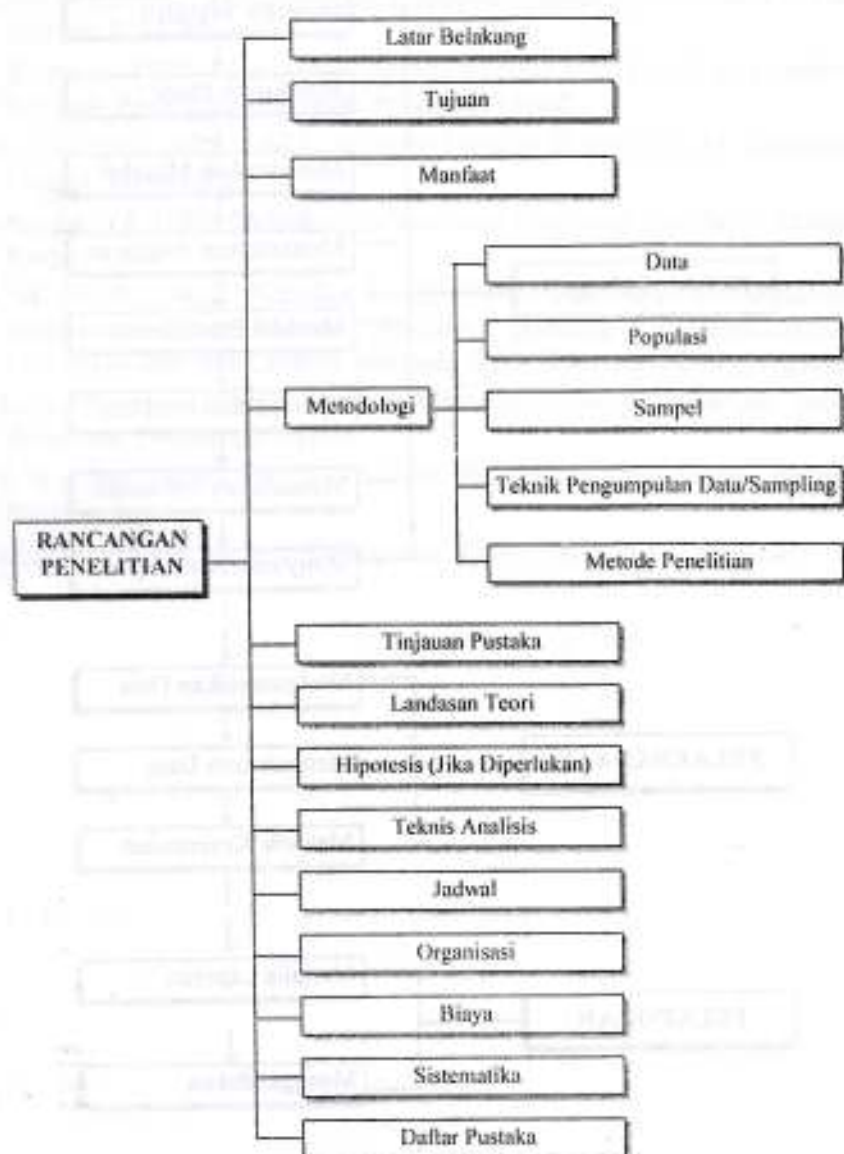 Latar Belakang
Tujuan
Manfaat
Data
Populasi
Metodologi
Sampel
Teknik Pengumpulan Data/Sampling
RANCANGAN
PENELITIAN
Metode Penelitian
Tinjauan Pustaka
Landasan Teori
Hipotesis (Jika Diperlukan)
Teknis Analisis
Jadwal
Organisasi
Biaya
Sistematika
Daftar Pustaka